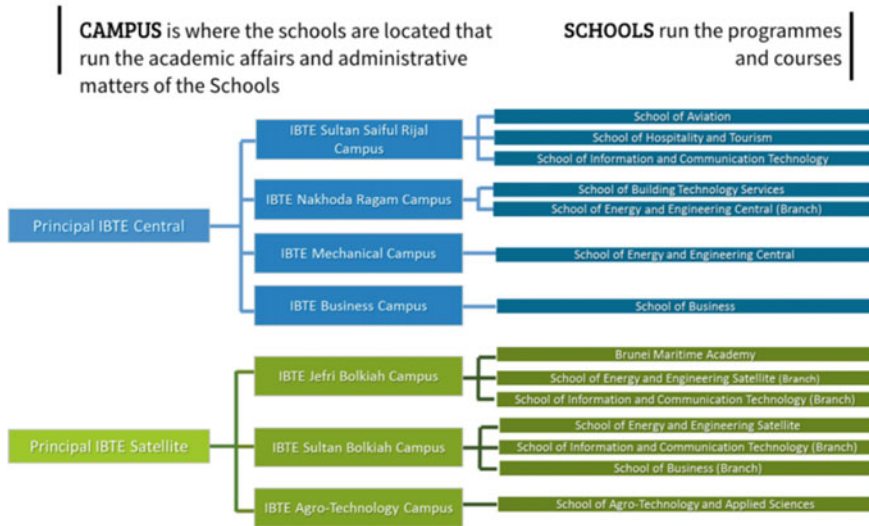 CAMPUS is where the schools are located that
run the academic affairs and administrative
matters of the Schools
SCHOOLS run the programmes
and courses
Principal IBTE Central
IBTE Sultan Saiful Rijal
Campus
School of Aviation
School of Hospitality and Tourism
School of Information and Communication Technology
IBTE Nakhoda Ragam Campus
School of Building Technology Services
School of Energy and Engineering Central (Branch)
IBTE Mechanical Campus
School of Energy and Engineering Central
IBTE Business Campus
School of Business
Principal IBTE Satellite
IBTE Jefri Bolkiah Campus
Brunei Maritime Academy
School of Energy and Engineering Satellite (Branch)
School of Information and Communication Technology (Branch)
IBTE Sultan Bolkiah Campus
School of Energy and Engineering Satellite
School of Information and Communication Technology (Branch)
School of Business (Branch)
IBTE Agro-Technology Campus
School of Agro-Technology and Applied Sciences